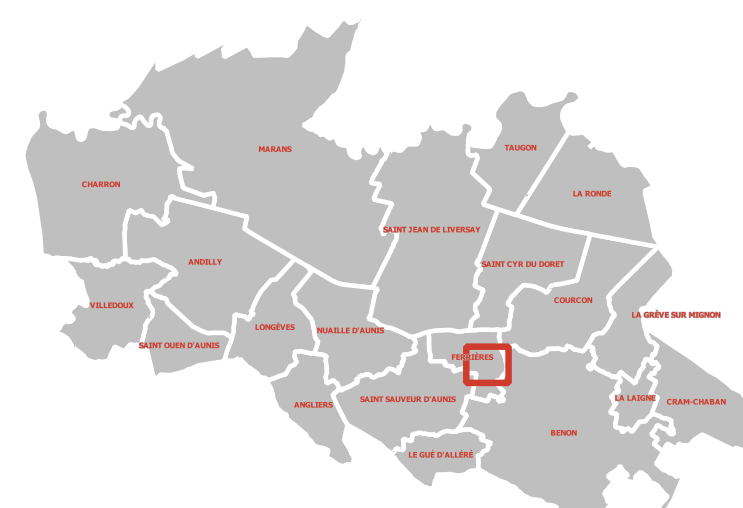 MARANS
TAUGON
CHARRON
LA RONDE
SAINT JEAN DE LIVERSAY
ANDILLY
SAINT CYR DU DORET
VILLEDOUX
COURCON
LA GRÈVE SUR MIGNON
LONGÈVES
NUAILLE D'AUNIS
SAINT OUEN D'AUNIS
FERRIÈRES
ANGLIERS
SAINT SAUVEUR D'AUNIS
LA LAIGNE
CRAM-CHABAN
BENON
LE GUÉ D'ALLÉRÉ